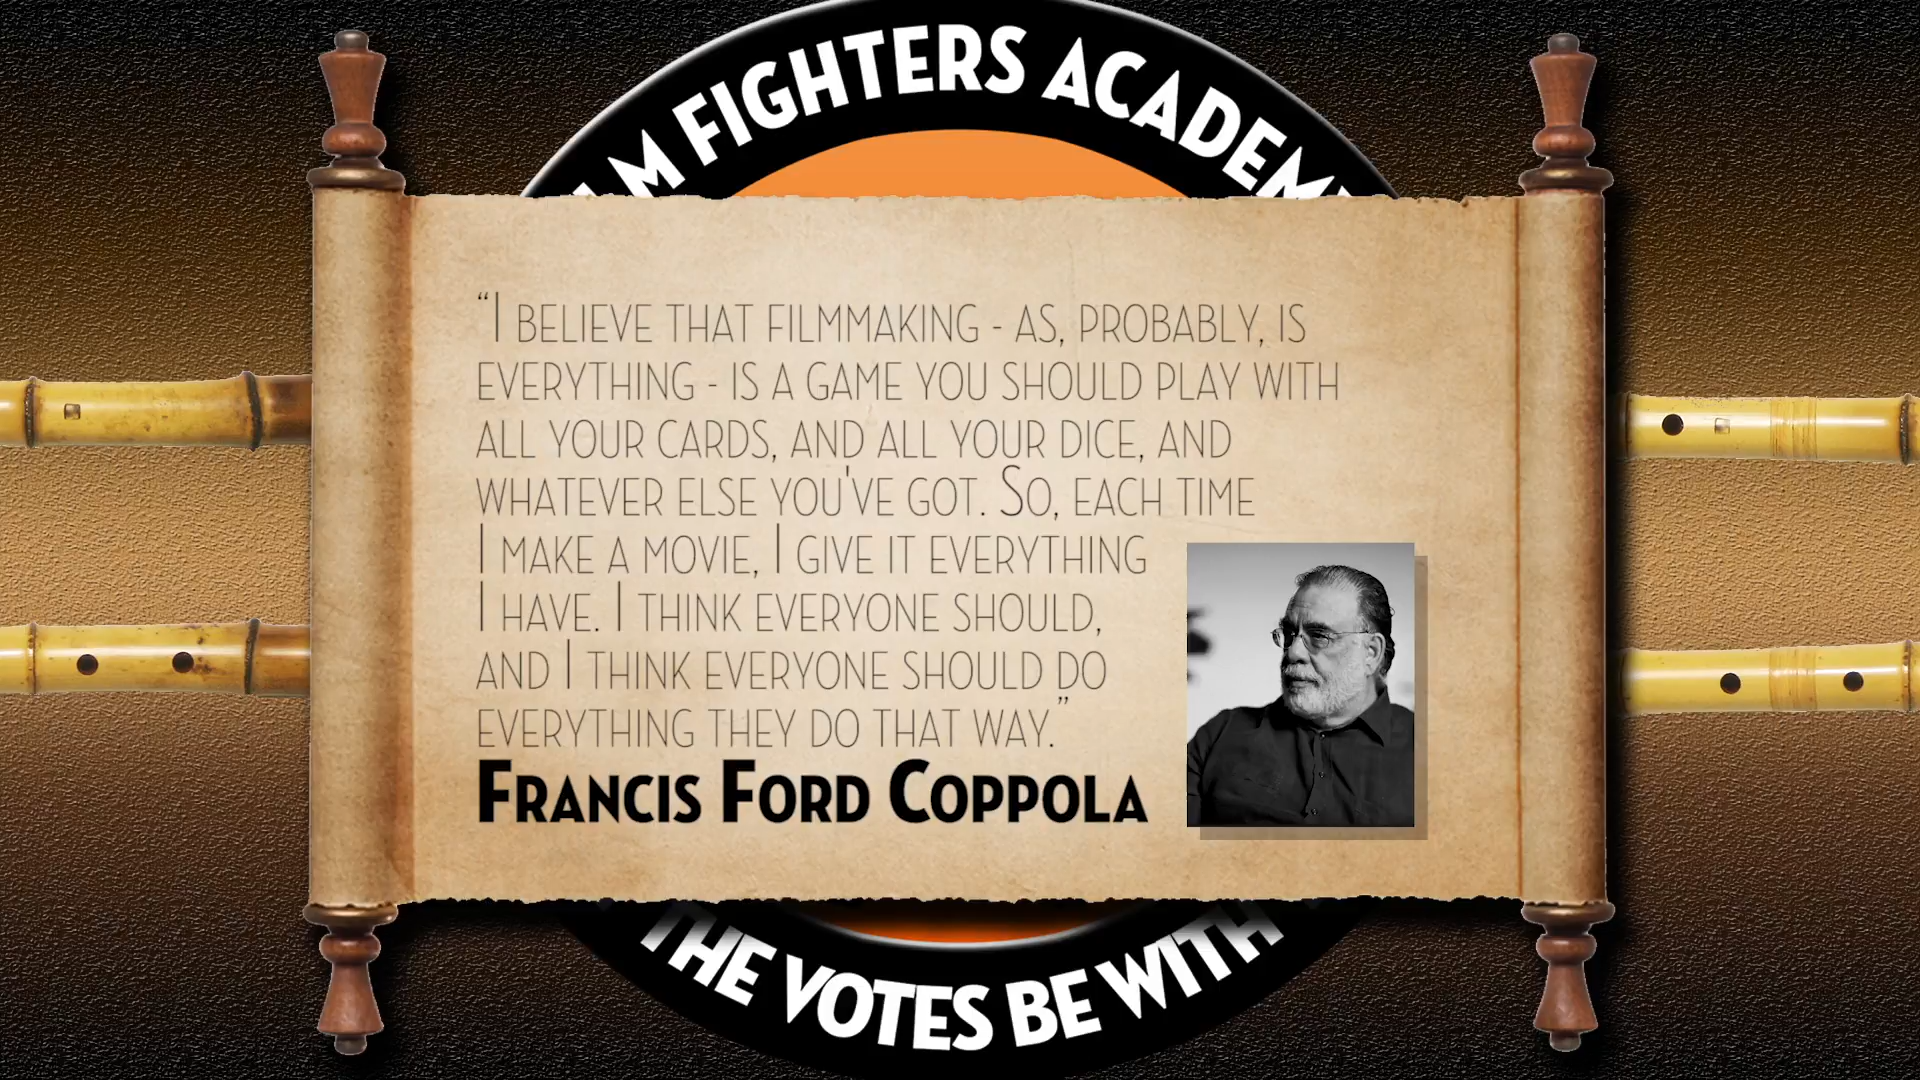 FIGHTERS ACADEM
“I BELIEVE THAT FILMMAKING - AS, PROBABLY, IS
EVERYTHING - IS A GAME YOU SHOULD PLAY WITH
ALL YOUR CARDS, AND ALL YOUR DICE, AND
WHATEVER ELSE YOU'VE GOT. SO, EACH TIME
I MAKE A MOVIE, I GIVE IT EVERYTHING
I HAVE. I THINK EVERYONE SHOULD,
AND I THINK EVERYONE SHOULD DO
EVERYTHING THEY DO THAT WAY.”
FRANCIS FORD COPPOLA
THE VOTES BE WITH